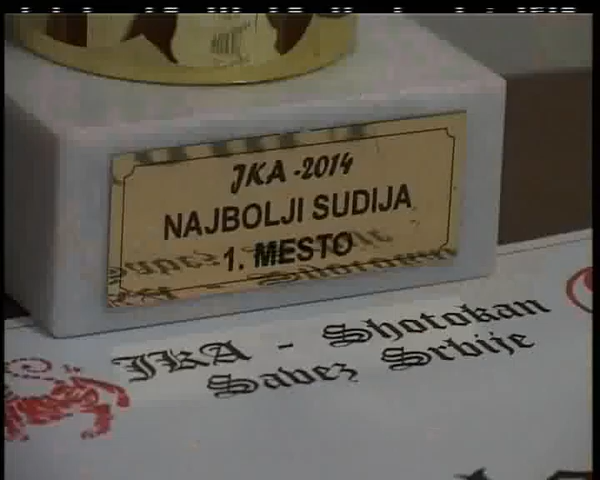 JKA -2014
NAJBOLJI SUDIJA
1. MESTO
JKA - Shotokan
Savez Srbije